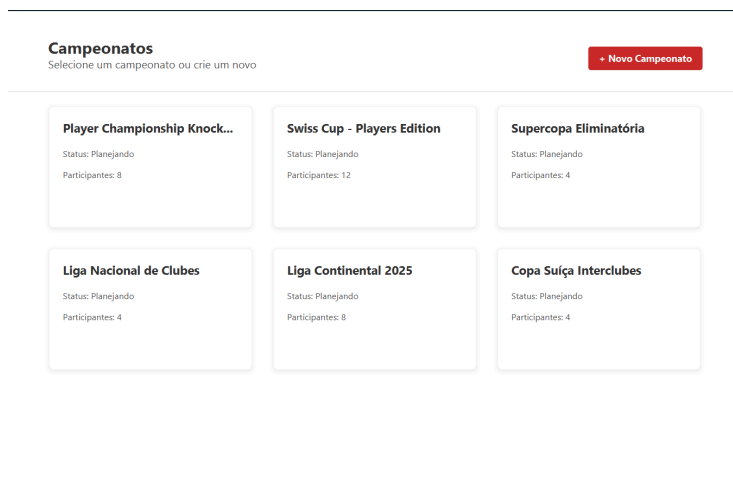 Campeonatos
Selecione um campeonato ou crie um novo
+ Novo Campeonato
Player Championship Knock...
Status: Planejando
Participantes: 8
Swiss Cup - Players Edition
Status: Planejando
Participantes: 12
Supercopa Eliminatória
Status: Planejando
Participantes: 4
Liga Nacional de Clubes
Status: Planejando
Participantes: 4
Liga Continental 2025
Status: Planejando
Participantes: 8
Copa Suíça Interclubes
Status: Planejando
Participantes: 4